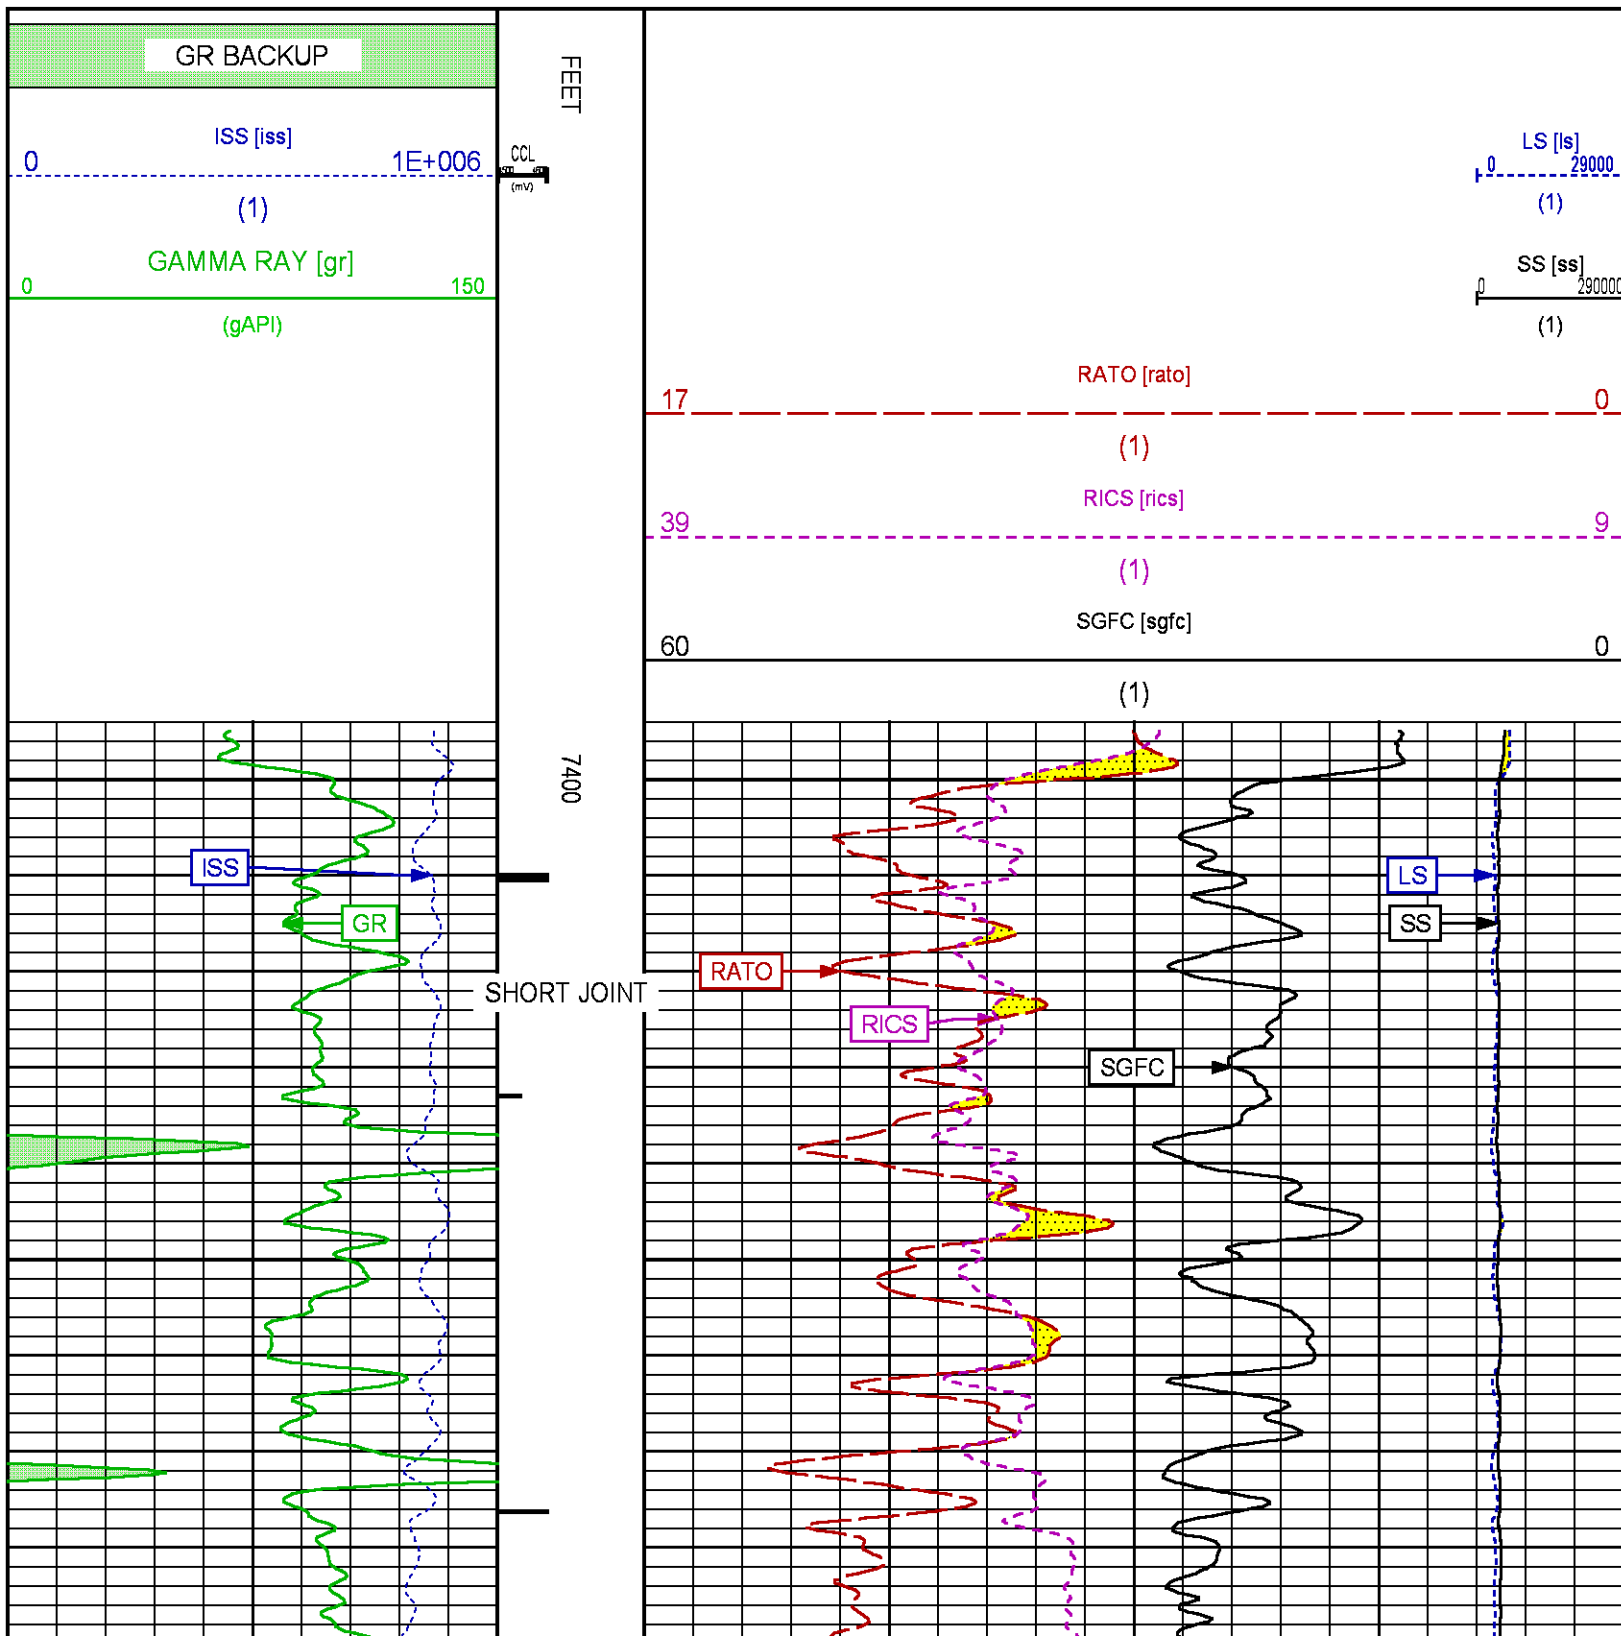 GR BACKUP
FEET
ISS [iss]
0 1E+006
(1)
CCL
(mV)
LS [ls]
0 29000
(1)
GAMMA RAY [gr]
0 150
(gAPI)
SS [ss]
0 290000
(1)
RATO [rato]
17 0
(1)
RICS [rics]
39 9
(1)
SGFC [sgfc]
60 0
(1)
7400
ISS
LS
GR
SS
RATO
SHORT JOINT
RICS
SGFC